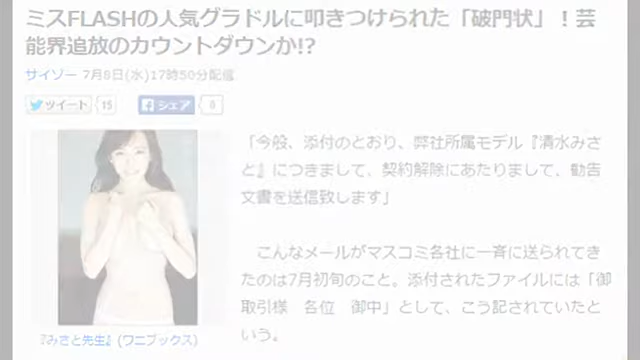 ミスFLASHの人気グラドルに叩きつけられた「破門状」！芸
能界追放のカウントダウンか!?
サイゾー 7月8日(水)17時50分配信
ツイート 15 シェア 0
「今般、添付のとおり、弊社所属モデル『清水みさ
と』につきまして、契約解除にあたりまして、勧告
文書を送信致します」
こんなメールがマスコミ各社に一斉に送られてき
たのは7月初旬のこと。添付されたファイルには「御
取引様　各位　御中」として、こう記されていたと
いう。
『みさと先生』(ワニブックス)